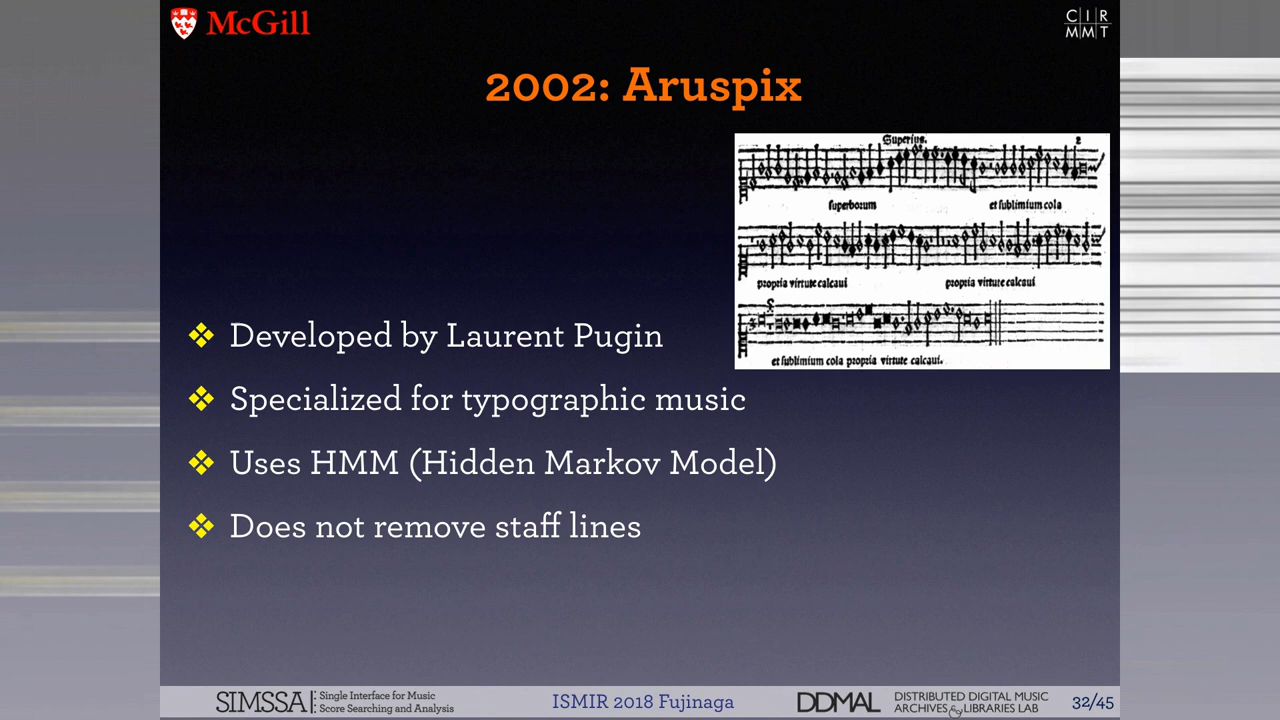 McGill
CIR
MMT
2002: Aruspix
Superius. 2
superborum et sublimium cola
propria virtute calcaui propria virtute calcaui
et sublimium cola propria virtute calcaui.
❖ Developed by Laurent Pugin
❖ Specialized for typographic music
❖ Uses HMM (Hidden Markov Model)
❖ Does not remove staff lines
SIMSSA Single Interface for Music
Score Searching and Analysis
ISMIR 2018 Fujinaga
DDMAL DISTRIBUTED DIGITAL MUSIC
ARCHIVES & LIBRARIES LAB
32/45